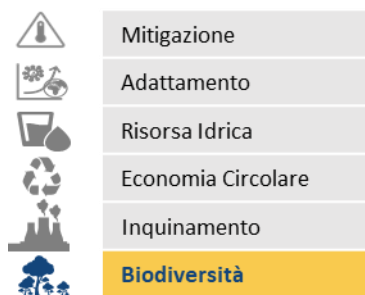 Mitigazione
Adattamento
Risorsa Idrica
Economia Circolare
Inquinamento
Biodiversità